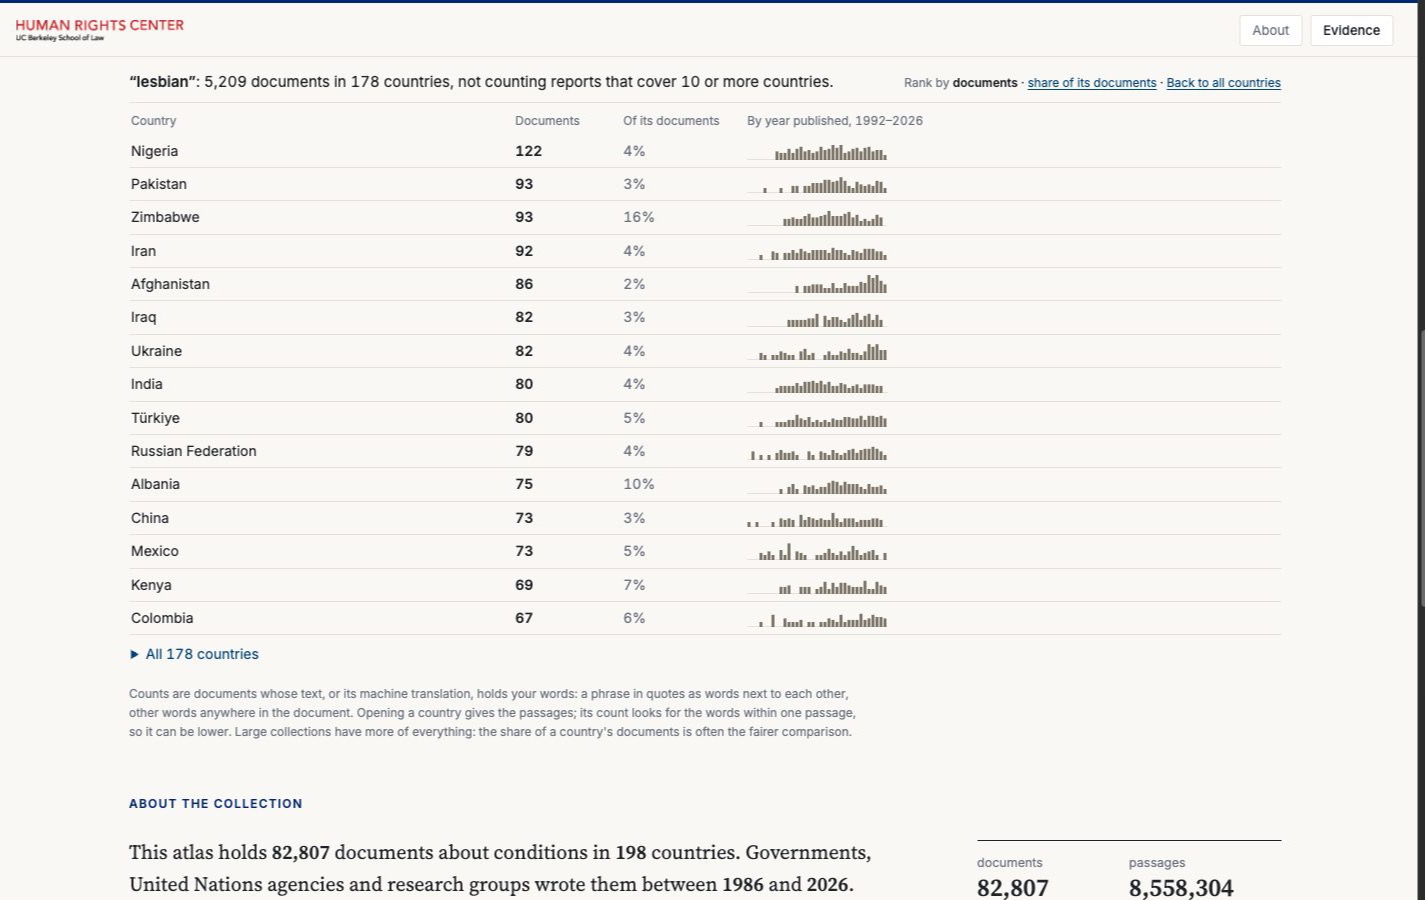 HUMAN RIGHTS CENTER
UC Berkeley School of Law
About
Evidence
“lesbian”: 5,209 documents in 178 countries, not counting reports that cover 10 or more countries.
Rank by documents · share of its documents · Back to all countries
Country Documents Of its documents By year published, 1992–2026
Nigeria 122 4%
Pakistan 93 3%
Zimbabwe 93 16%
Iran 92 4%
Afghanistan 86 2%
Iraq 82 3%
Ukraine 82 4%
India 80 4%
Türkiye 80 5%
Russian Federation 79 4%
Albania 75 10%
China 73 3%
Mexico 73 5%
Kenya 69 7%
Colombia 67 6%
▶ All 178 countries
Counts are documents whose text, or its machine translation, holds your words: a phrase in quotes as words next to each other,
other words anywhere in the document. Opening a country gives the passages; its count looks for the words within one passage,
so it can be lower. Large collections have more of everything: the share of a country's documents is often the fairer comparison.
ABOUT THE COLLECTION
This atlas holds 82,807 documents about conditions in 198 countries. Governments,
United Nations agencies and research groups wrote them between 1986 and 2026.
documents passages
82,807 8,558,304